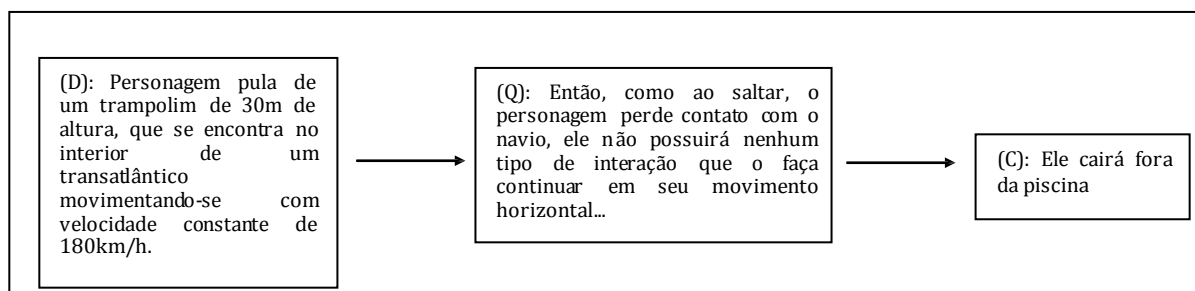 (D): Personagem pula de
um trampolim de 30m de
altura, que se encontra no
interior de um
transatlântico
movimentando-se com
velocidade constante de
180km/h.
(Q): Então, como ao saltar, o
personagem perde contato com o
navio, ele não possuirá nenhum
tipo de interação que o faça
continuar em seu movimento
horizontal...
(C): Ele cairá fora
da piscina